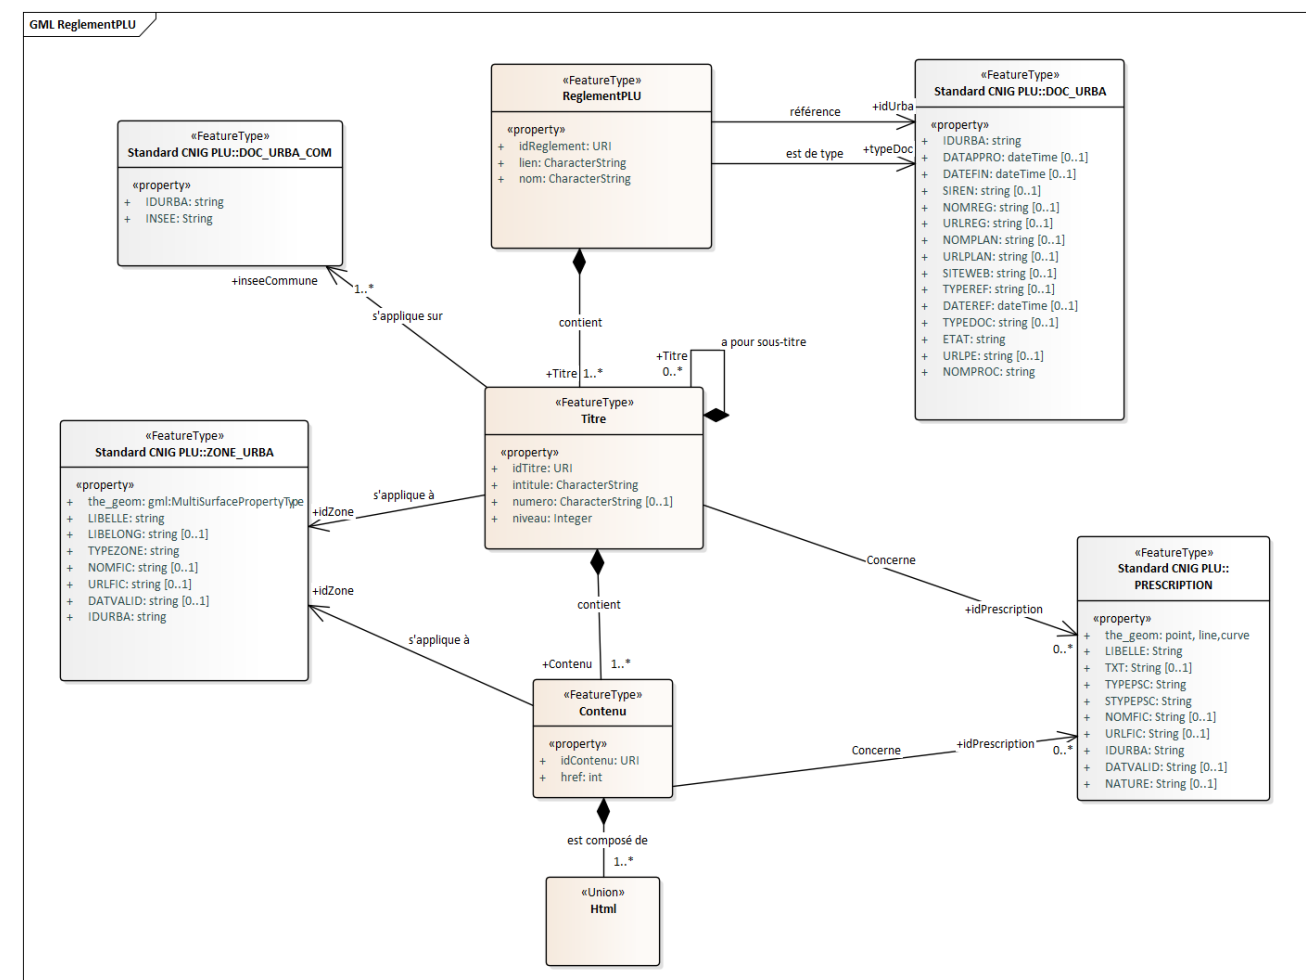 GML ReglementPLU
«FeatureType»
ReglementPLU
«property»
+ idReglement: URI
+ lien: CharacterString
+ nom: CharacterString
référence
+idUrba
est de type
+typeDoc
«FeatureType»
Standard CNIG PLU::DOC_URBA
«property»
+ IDURBA: string
+ DATAPPRO: dateTime [0..1]
+ DATEFIN: dateTime [0..1]
+ SIREN: string [0..1]
+ NOMREG: string [0..1]
+ URLREG: string [0..1]
+ NOMPLAN: string [0..1]
+ URLPLAN: string [0..1]
+ SITEWEB: string [0..1]
+ TYPEREF: string [0..1]
+ DATEREF: dateTime [0..1]
+ TYPEDOC: string [0..1]
+ ETAT: string
+ URLPE: string [0..1]
+ NOMPROC: string
«FeatureType»
Standard CNIG PLU::DOC_URBA_COM
«property»
+ IDURBA: string
+ INSEE: String
+inseeCommune
1..*
s'applique sur
contient
+Titre 1..*
a pour sous-titre
+Titre
0..*
«FeatureType»
Titre
«property»
+ idTitre: URI
+ intitule: CharacterString
+ numero: CharacterString [0..1]
+ niveau: Integer
«FeatureType»
Standard CNIG PLU::ZONE_URBA
«property»
+ the_geom: gml:MultiSurfacePropertyType
+ LIBELLE: string
+ LIBELONG: string [0..1]
+ TYPEZONE: string
+ NOMFIC: string [0..1]
+ URLFIC: string [0..1]
+ DATVALID: string [0..1]
+ IDURBA: string
s'applique à
+idZone
+idZone
s'applique à
contient
+Contenu 1..*
Concerne
+idPrescription
0..*
«FeatureType»
Standard CNIG PLU::
PRESCRIPTION
«property»
+ the_geom: point, line,curve
+ LIBELLE: String
+ TXT: String [0..1]
+ TYPEPSC: String
+ STYPEPSC: String
+ NOMFIC: String [0..1]
+ URLFIC: String [0..1]
+ IDURBA: String
+ DATVALID: String [0..1]
+ NATURE: String [0..1]
«FeatureType»
Contenu
«property»
+ idContenu: URI
+ href: int
Concerne
+idPrescription
0..*
est composé de
1..*
«Union»
Html